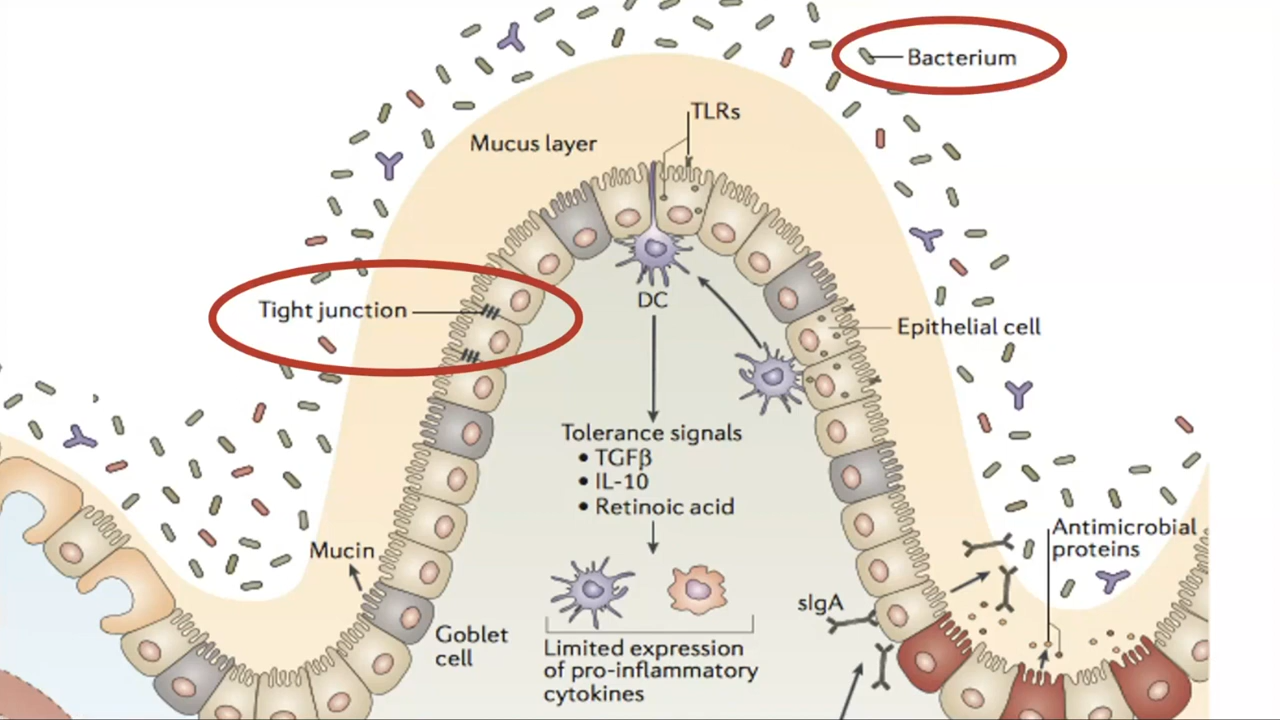 Bacterium
TLRs
Mucus layer
Tight junction
DC
Epithelial cell
Tolerance signals
• TGFβ
• IL-10
• Retinoic acid
Antimicrobial
proteins
Mucin
sIgA
Goblet
cell
Limited expression
of pro-inflammatory
cytokines